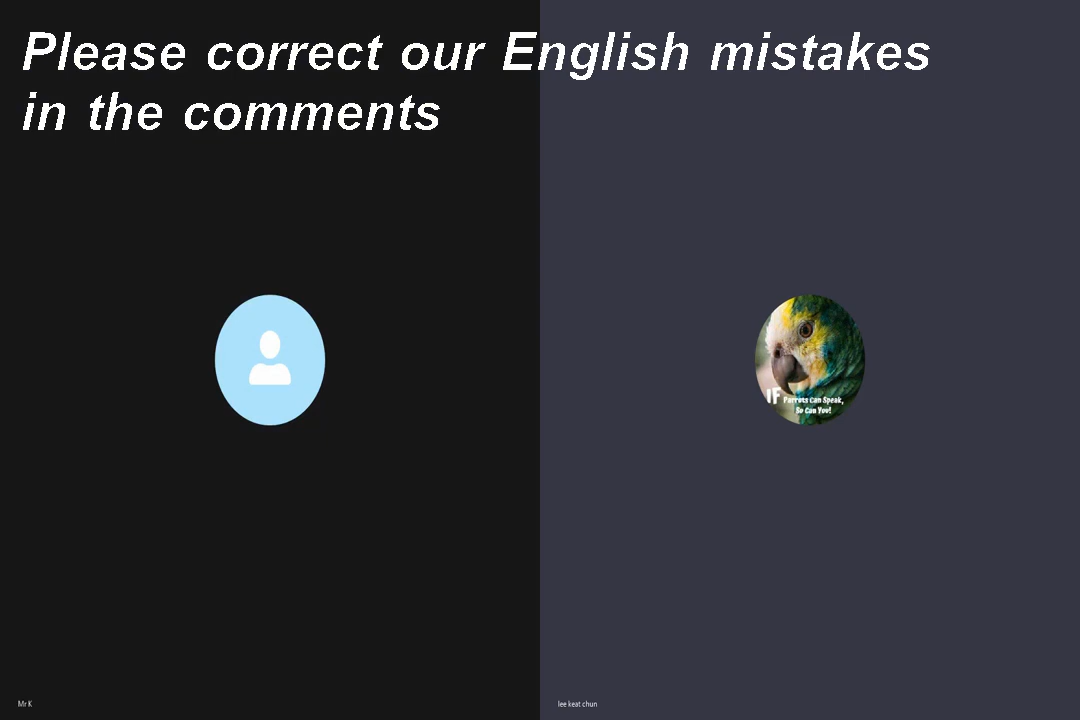 Please correct our English mistakes
in the comments
IF Parrots Can Speak,
So Can You!
Mr K
lee keat chun